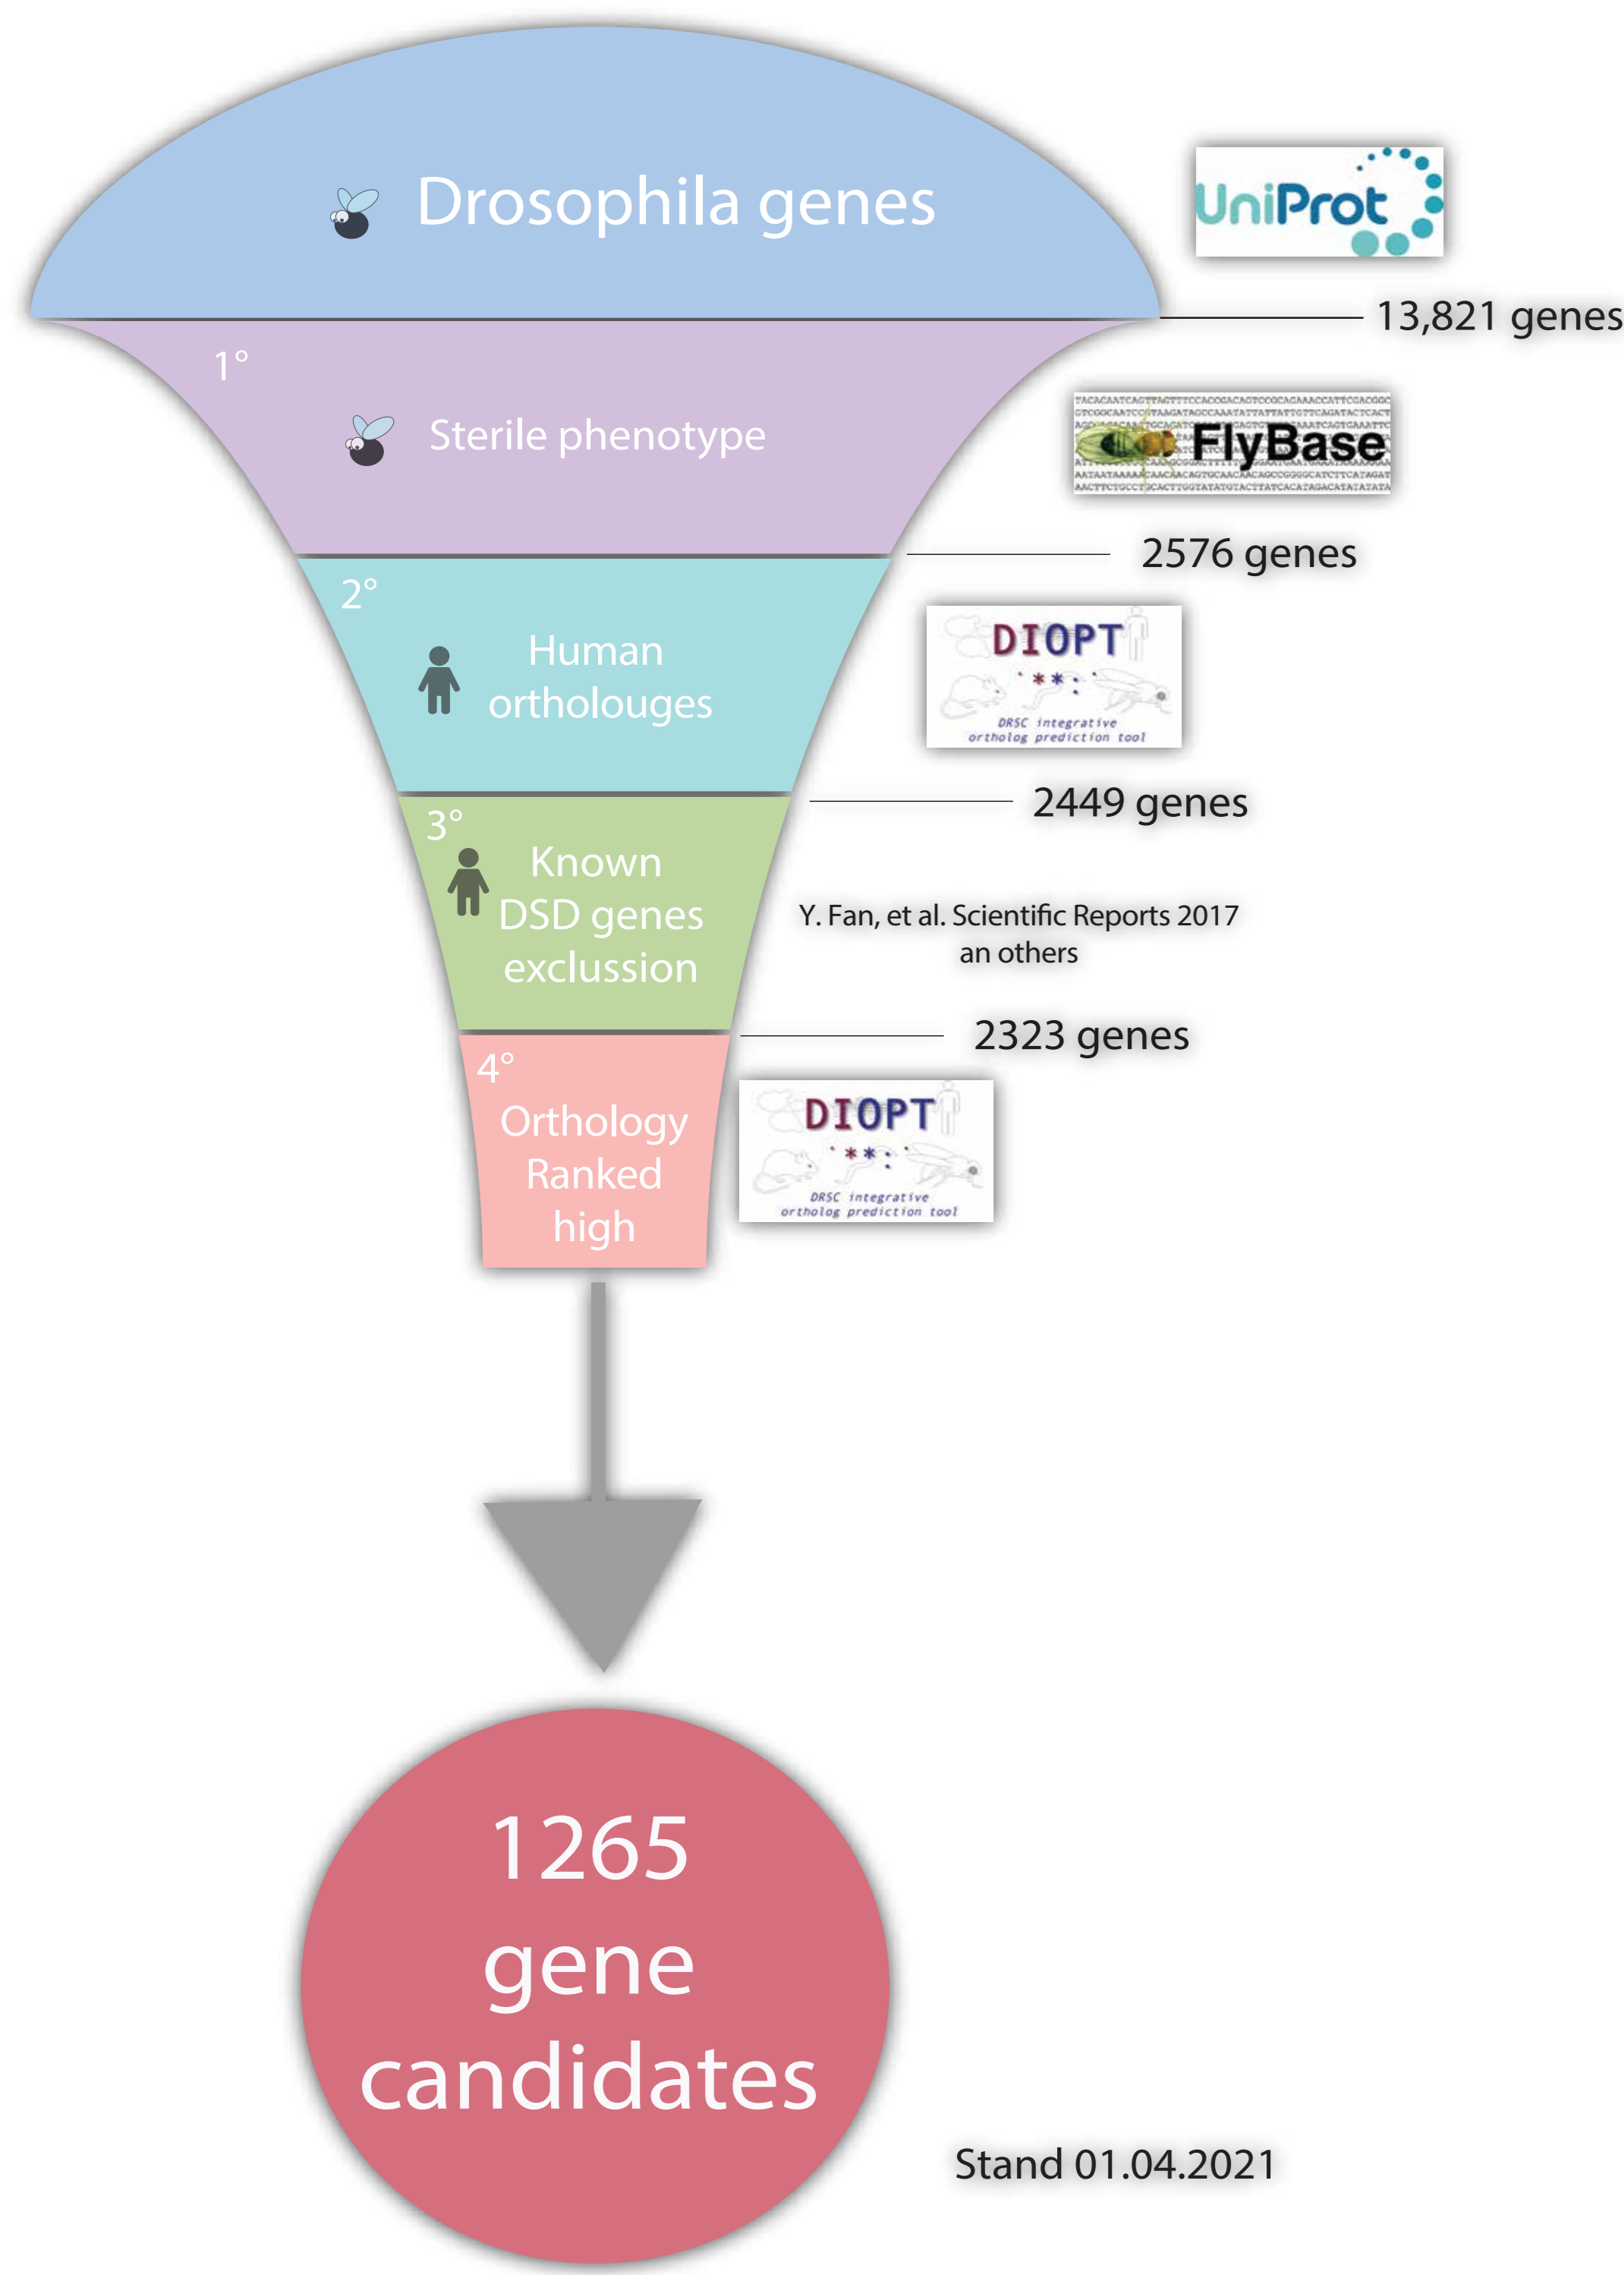 Drosophila genes
UniProt
13,821 genes
1°
Sterile phenotype
FlyBase
2576 genes
2°
Human
ortholouges
DIOPT
DRSC integrative
ortholog prediction tool
2449 genes
3°
Known
DSD genes
exclussion
Y. Fan, et al. Scientific Reports 2017
an others
2323 genes
4°
Orthology
Ranked
high
DIOPT
DRSC integrative
ortholog prediction tool
1265
gene
candidates
Stand 01.04.2021